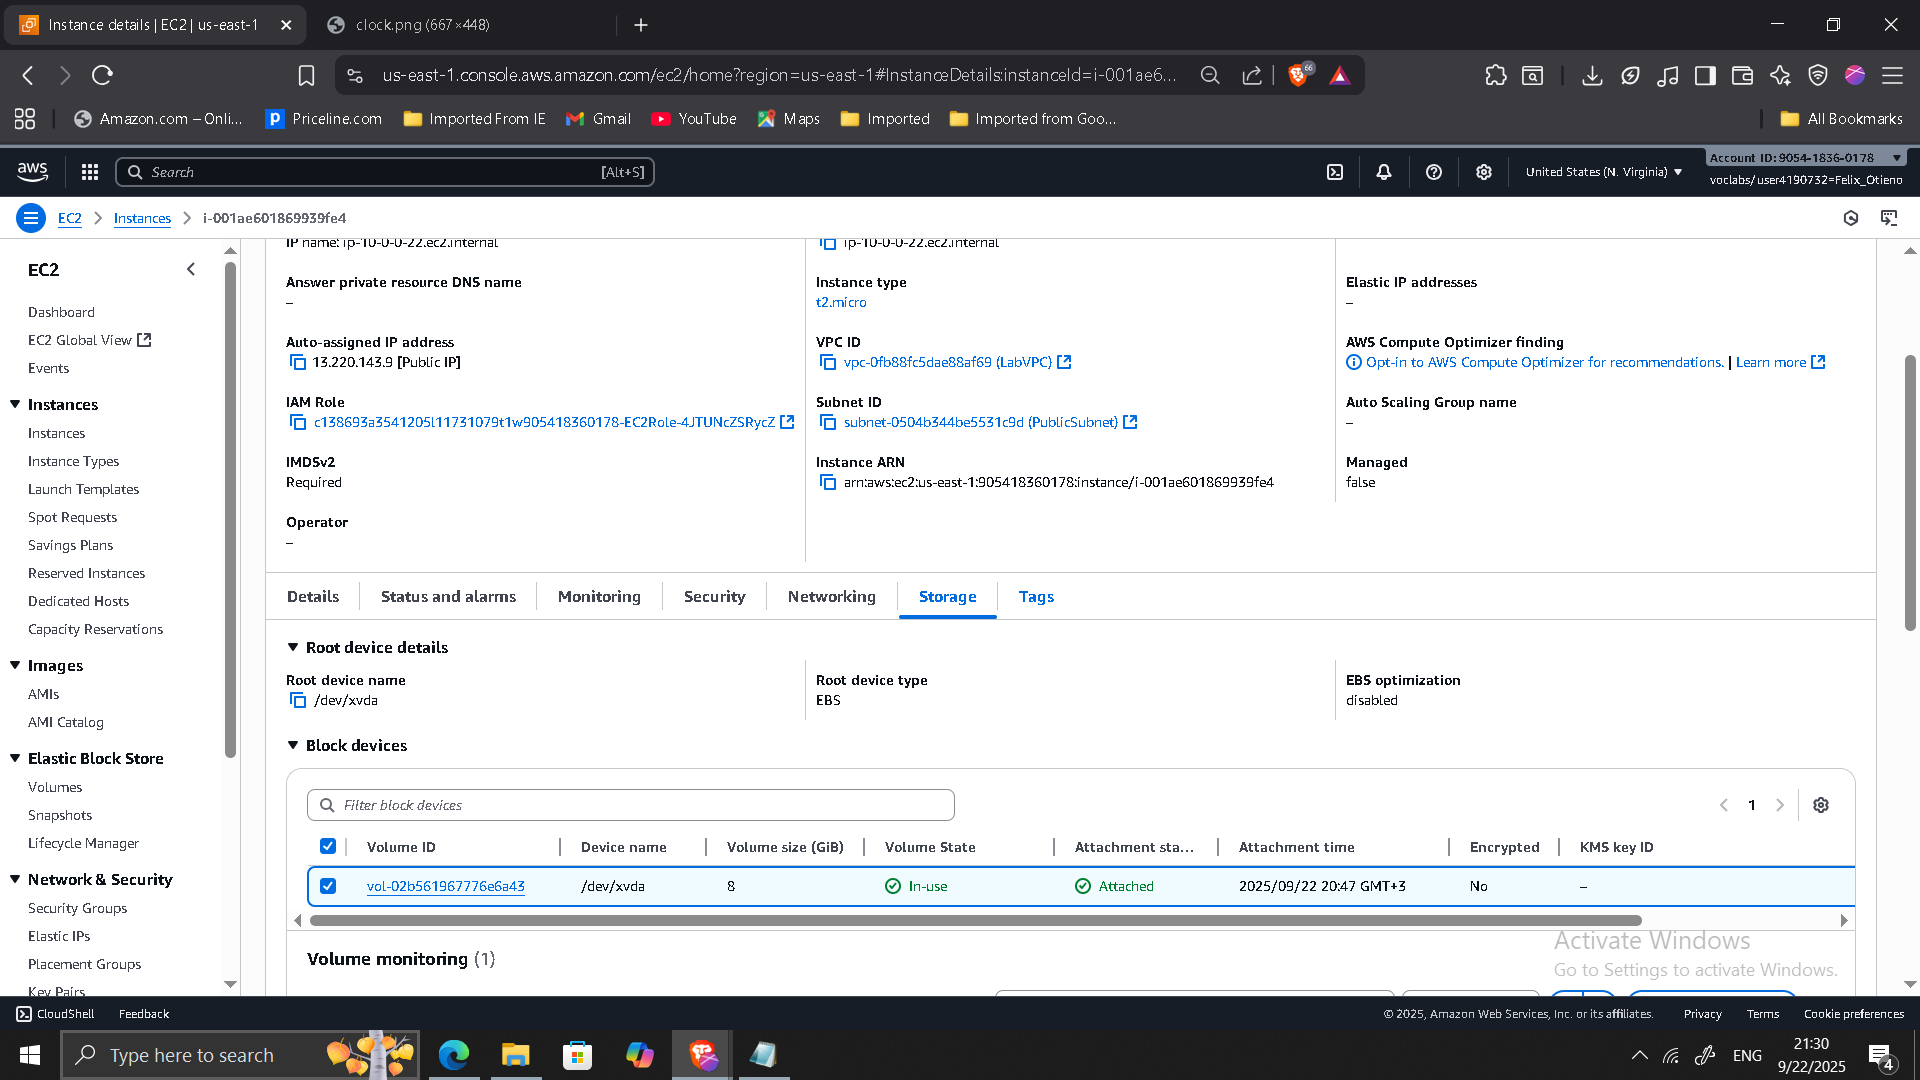 Instance details | EC2 | us-east-1
clock.png (667×448)
us-east-1.console.aws.amazon.com/ec2/home?region=us-east-1#InstanceDetails:instanceId=i-001ae6...
66
Amazon.com – Onli...
Priceline.com
Imported From IE
Gmail
YouTube
Maps
Imported
Imported from Goo...
All Bookmarks
aws
Search
[Alt+S]
United States (N. Virginia)
Account ID: 9054-1836-0178
voclabs/user4190732=Felix_Otieno
EC2
Instances
i-001ae601869939fe4
EC2
Dashboard
EC2 Global View
Events
Instances
Instances
Instance Types
Launch Templates
Spot Requests
Savings Plans
Reserved Instances
Dedicated Hosts
Capacity Reservations
Images
AMIs
AMI Catalog
Elastic Block Store
Volumes
Snapshots
Lifecycle Manager
Network & Security
Security Groups
Elastic IPs
Placement Groups
Key Pairs
IP name: ip-10-0-0-22.ec2.internal
ip-10-0-0-22.ec2.internal
Answer private resource DNS name
–
Instance type
t2.micro
Elastic IP addresses
–
Auto-assigned IP address
13.220.143.9 [Public IP]
VPC ID
vpc-0fb88fc5dae88af69 (LabVPC)
AWS Compute Optimizer finding
Opt-in to AWS Compute Optimizer for recommendations. | Learn more
IAM Role
c138693a3541205l11731079t1w905418360178-EC2Role-4JTUNcZSRycZ
Subnet ID
subnet-0504b344be5531c9d (PublicSubnet)
Auto Scaling Group name
–
IMDSv2
Required
Instance ARN
arn:aws:ec2:us-east-1:905418360178:instance/i-001ae601869939fe4
Managed
false
Operator
–
Details
Status and alarms
Monitoring
Security
Networking
Storage
Tags
Root device details
Root device name
/dev/xvda
Root device type
EBS
EBS optimization
disabled
Block devices
Filter block devices
1
Volume ID
Device name
Volume size (GiB)
Volume State
Attachment sta...
Attachment time
Encrypted
KMS key ID
vol-02b561967776e6a43
/dev/xvda
8
In-use
Attached
2025/09/22 20:47 GMT+3
No
–
Volume monitoring (1)
Activate Windows
Go to Settings to activate Windows.
CloudShell
Feedback
© 2025, Amazon Web Services, Inc. or its affiliates.
Privacy
Terms
Cookie preferences
Type here to search
ENG
21:30
9/22/2025
4